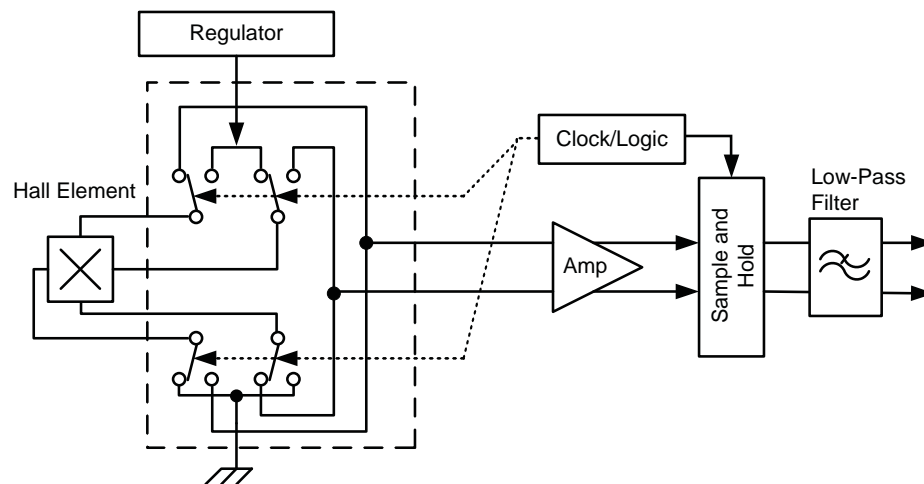 Regulator
Clock/Logic
Hall Element
Low-Pass
Filter
Amp
Sample and
Hold